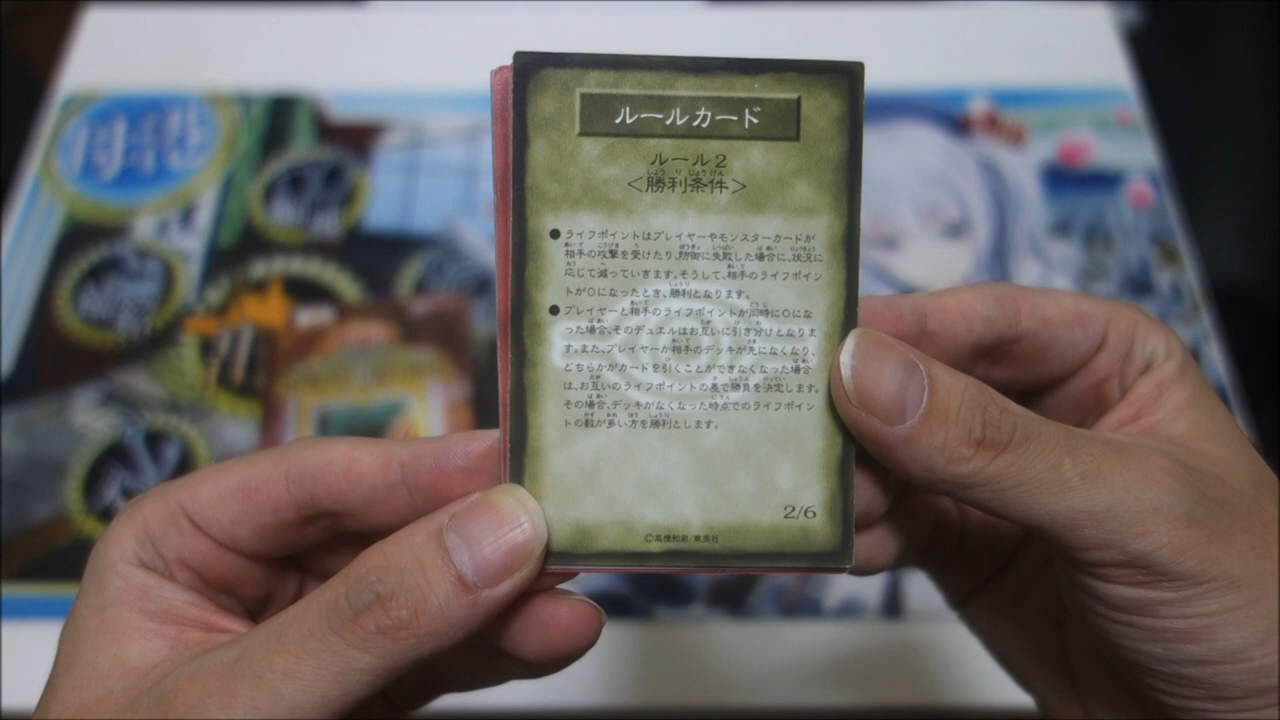 ルールカード
ルール2
<勝利条件>
●ライフポイントはプレイヤーやモンスターカードが
相手の攻撃を受けたり、防御に失敗した場合に、状況に
応じて減っていきます。そうして、相手のライフポイン
トが0になったとき、勝利となります。
●プレイヤーと相手のライフポイントが同時に0にな
った場合、そのデュエルはお互いに引き分けとなりま
す。また、プレイヤーか相手のデッキが先になくなり、
どちらかがカードを引くことができなくなった場合
は、お互いのライフポイントの差で勝負を決定します。
その場合、デッキがなくなった時点でのライフポイン
トの数が多い方を勝利とします。
2/6
©高橋和希/集英社